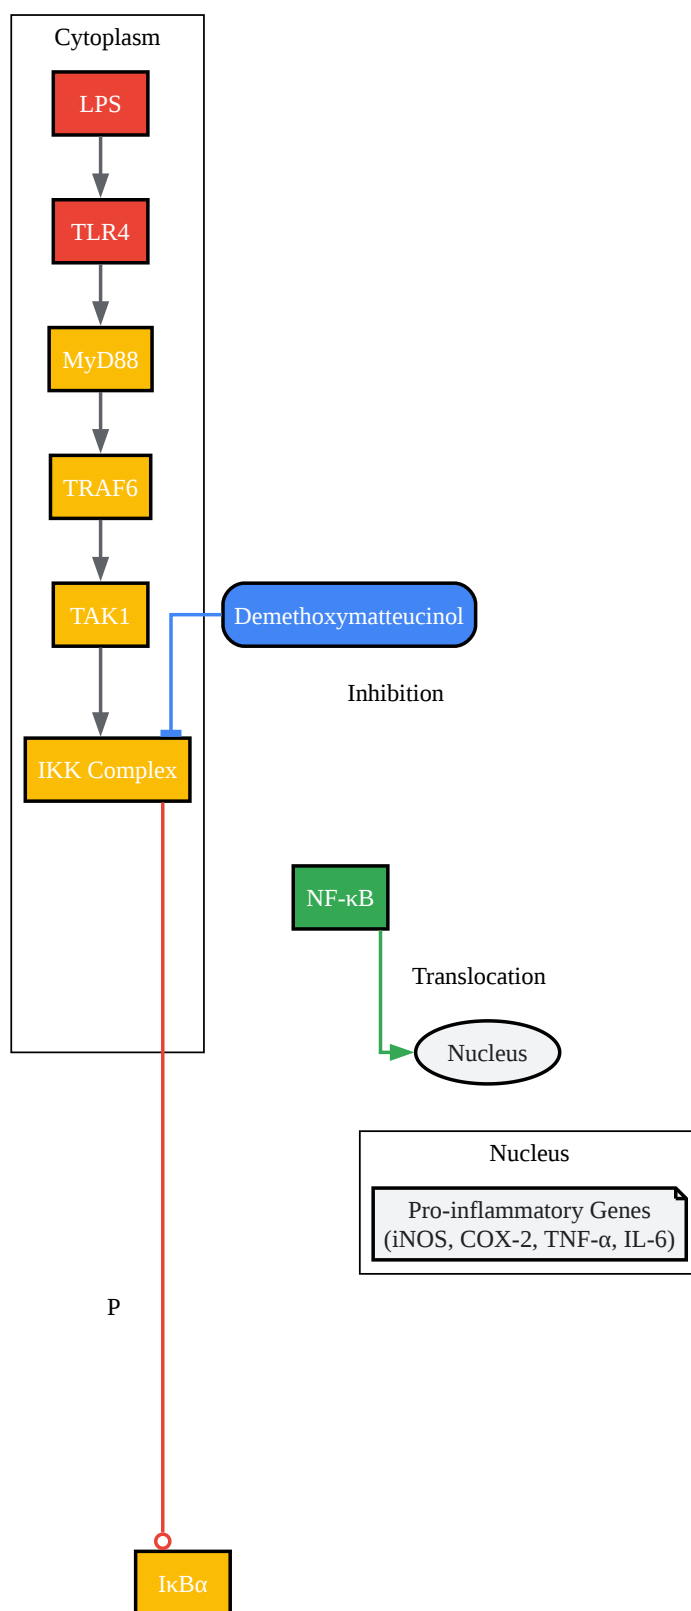 Cytoplasm
LPS
TLR4
MyD88
TRAF6
TAK1
Demethoxymatteucinol
Inhibition
IKK Complex
NF-κB
Translocation
Nucleus
Nucleus
Pro-inflammatory Genes
(iNOS, COX-2, TNF-α, IL-6)
P
IκBα